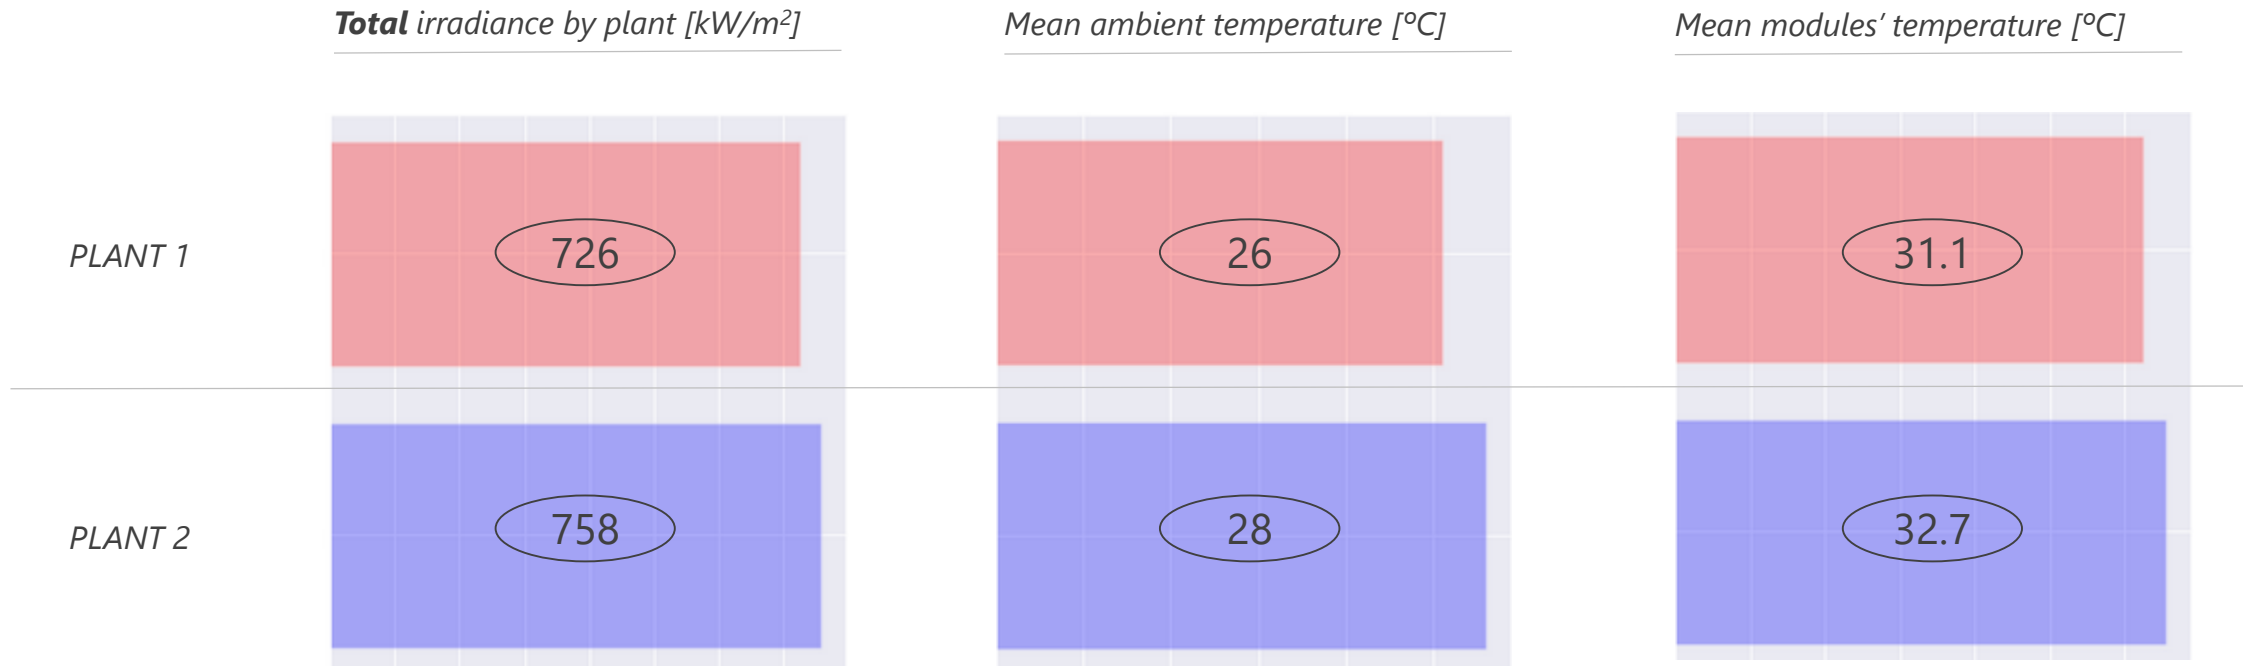 Total irradiance by plant [kW/m²]
Mean ambient temperature [ºC]
Mean modules’ temperature [ºC]
PLANT 1
726
26
31.1
PLANT 2
758
28
32.7